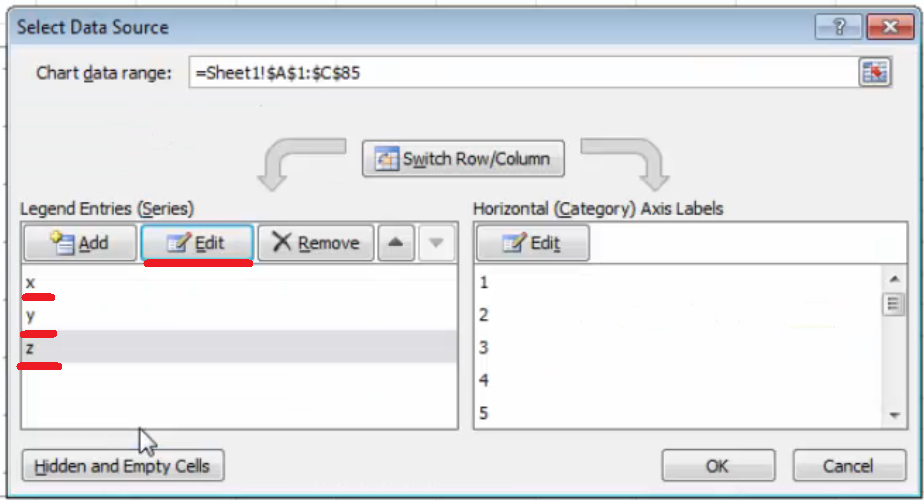 Select Data Source
Chart data range: =Sheet1!$A$1:$C$85
Switch Row/Column
Legend Entries (Series)
Add Edit Remove
x
y
z
Horizontal (Category) Axis Labels
Edit
1
2
3
4
5
Hidden and Empty Cells
OK Cancel